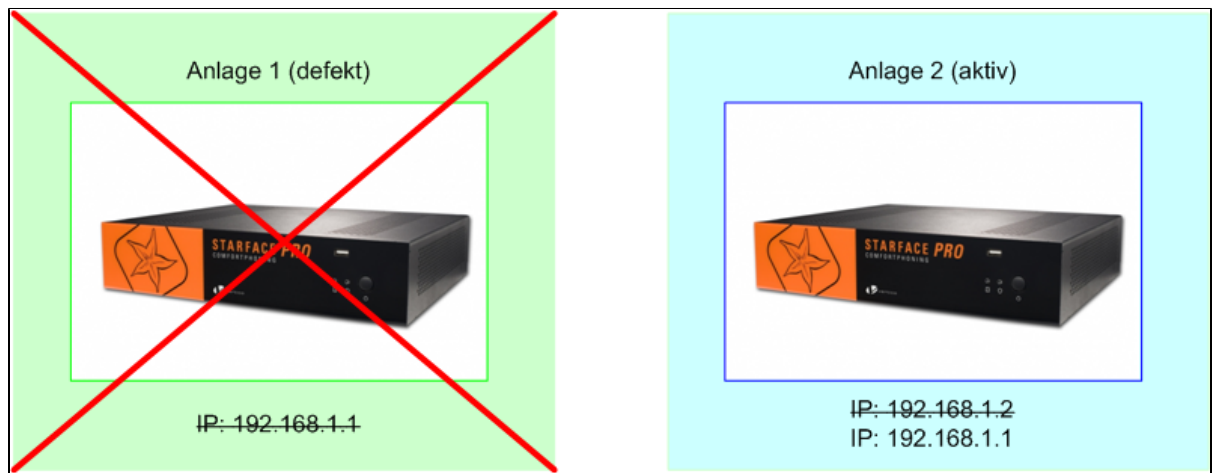 Anlage 1 (defekt)
STARFACE PRO
COMFORTPHONING
IP: 192.168.1.1
Anlage 2 (aktiv)
STARFACE PRO
COMFORTPHONING
IP: 192.168.1.2
IP: 192.168.1.1